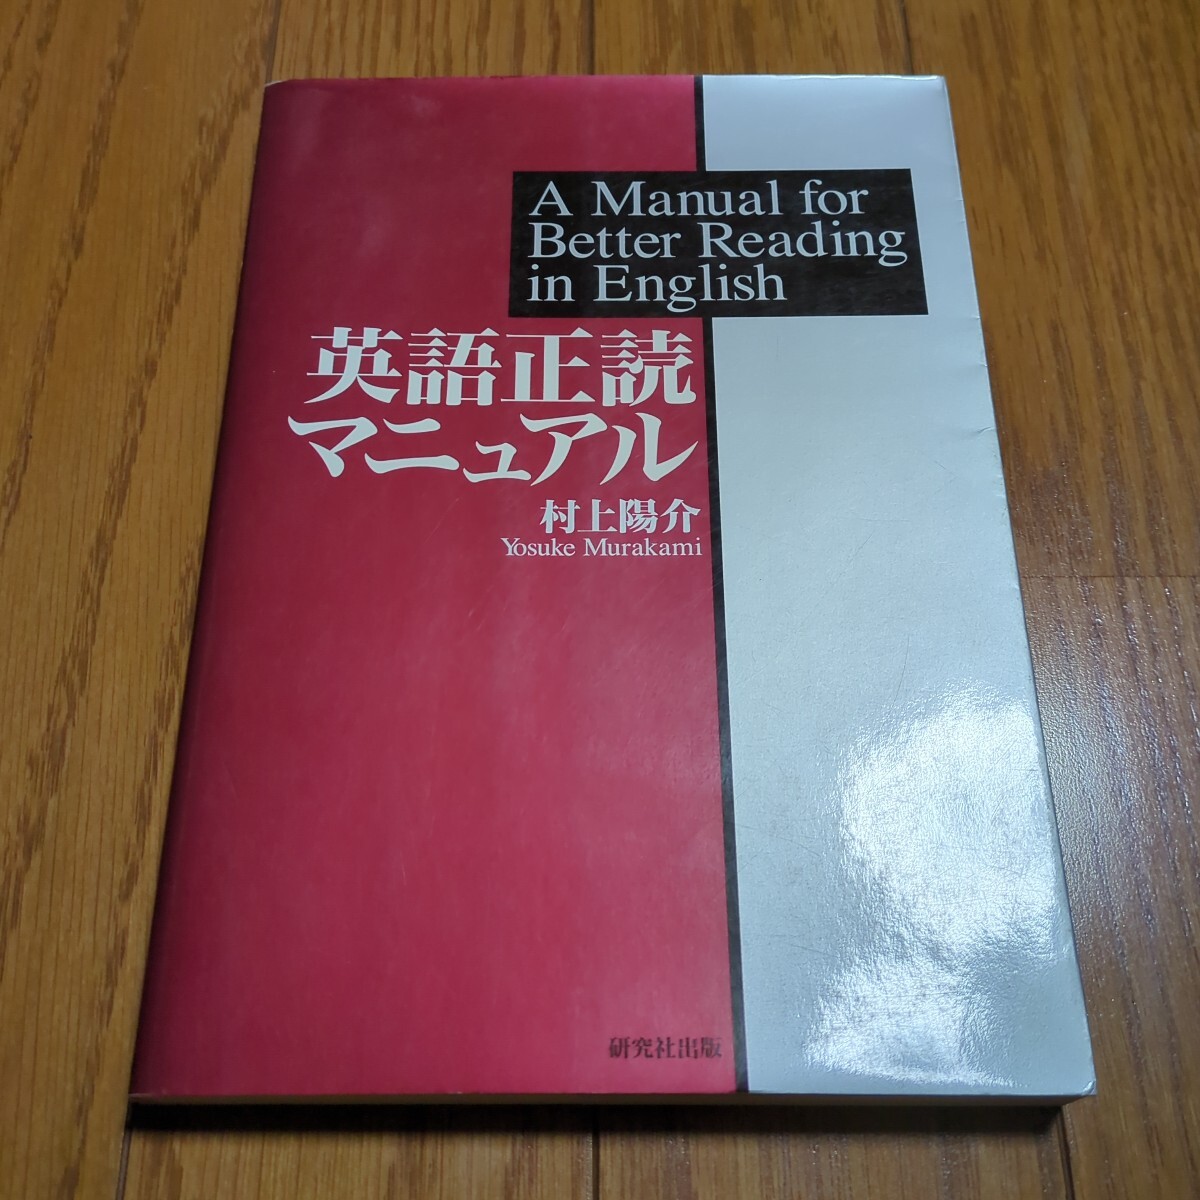 A Manual for
Better Reading
in English
英語正読
マニュアル
村上陽介
Yosuke Murakami
研究社出版